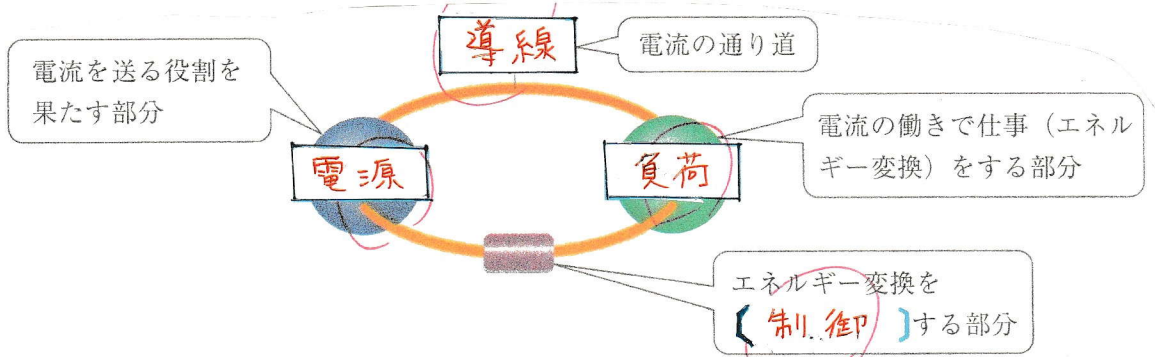 導線
電流の通り道
電流を送る役割を
果たす部分
電源
負荷
電流の働きで仕事（エネル
ギー変換）をする部分
エネルギー変換を
【制御】する部分